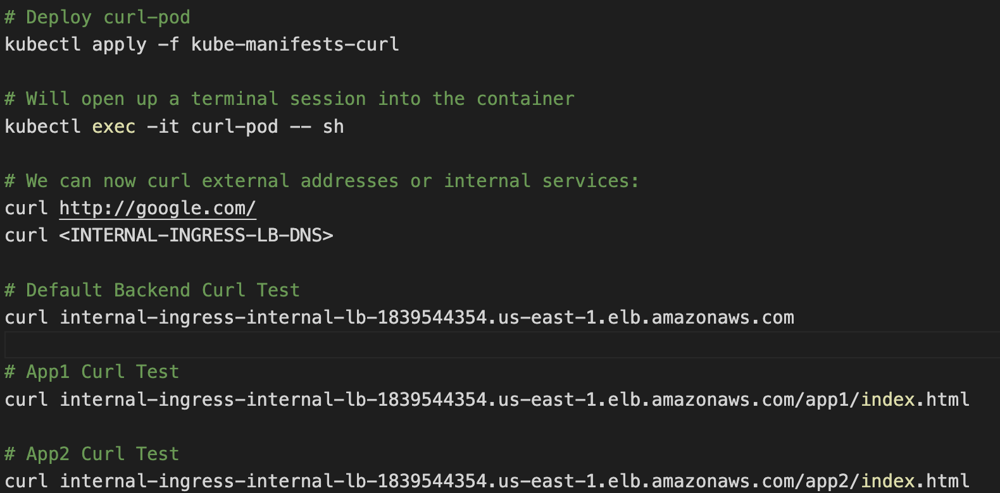 # Deploy curl-pod
kubectl apply -f kube-manifests-curl
# Will open up a terminal session into the container
kubectl exec -it curl-pod -- sh
# We can now curl external addresses or internal services:
curl http://google.com/
curl <INTERNAL-INGRESS-LB-DNS>
# Default Backend Curl Test
curl internal-ingress-internal-lb-1839544354.us-east-1.elb.amazonaws.com
# App1 Curl Test
curl internal-ingress-internal-lb-1839544354.us-east-1.elb.amazonaws.com/app1/index.html
# App2 Curl Test
curl internal-ingress-internal-lb-1839544354.us-east-1.elb.amazonaws.com/app2/index.html